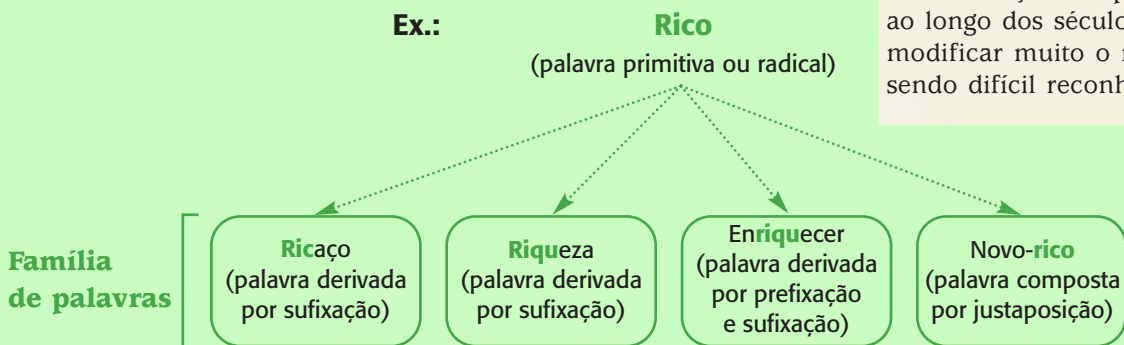 ao longo dos século
modificar muito o
sendo difícil reconh
Ex.: Rico
(palavra primitiva ou radical)
Família
de palavras
Ricaço
(palavra derivada
por sufixação)
Riqueza
(palavra derivada
por sufixação)
Enriquecer
(palavra derivada
por prefixação
e sufixação)
Novo-rico
(palavra composta
por justaposição)